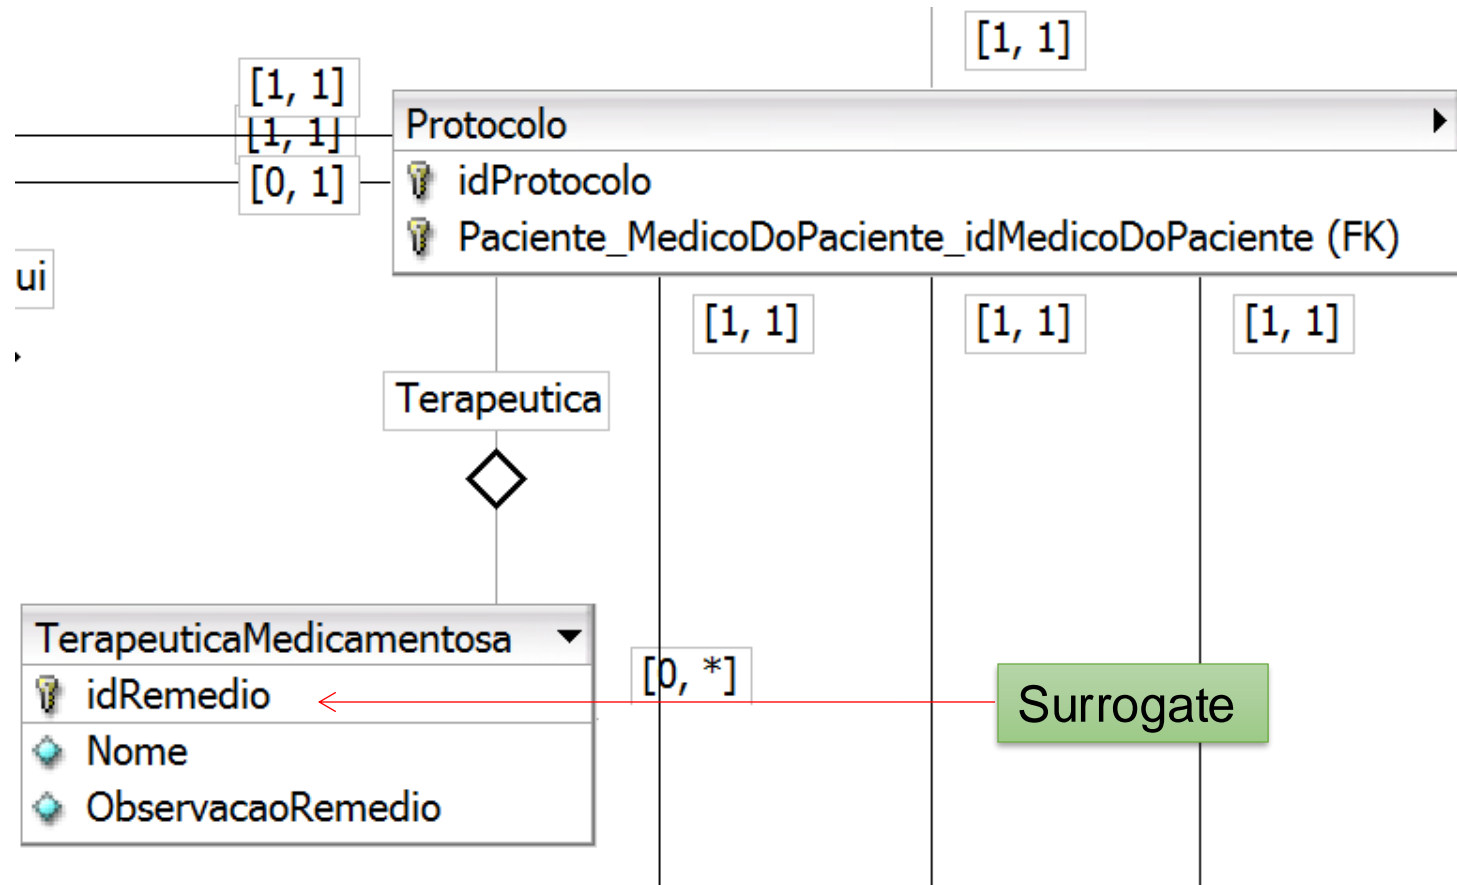 [1, 1]
[1, 1]
[1, 1]
[0, 1]
Protocolo
idProtocolo
Paciente_MedicoDoPaciente_idMedicoDoPaciente (FK)
ui
[1, 1]
[1, 1]
[1, 1]
Terapeutica
TerapeuticaMedicamentosa
idRemedio
Nome
ObservacaoRemedio
[0, *]
Surrogate